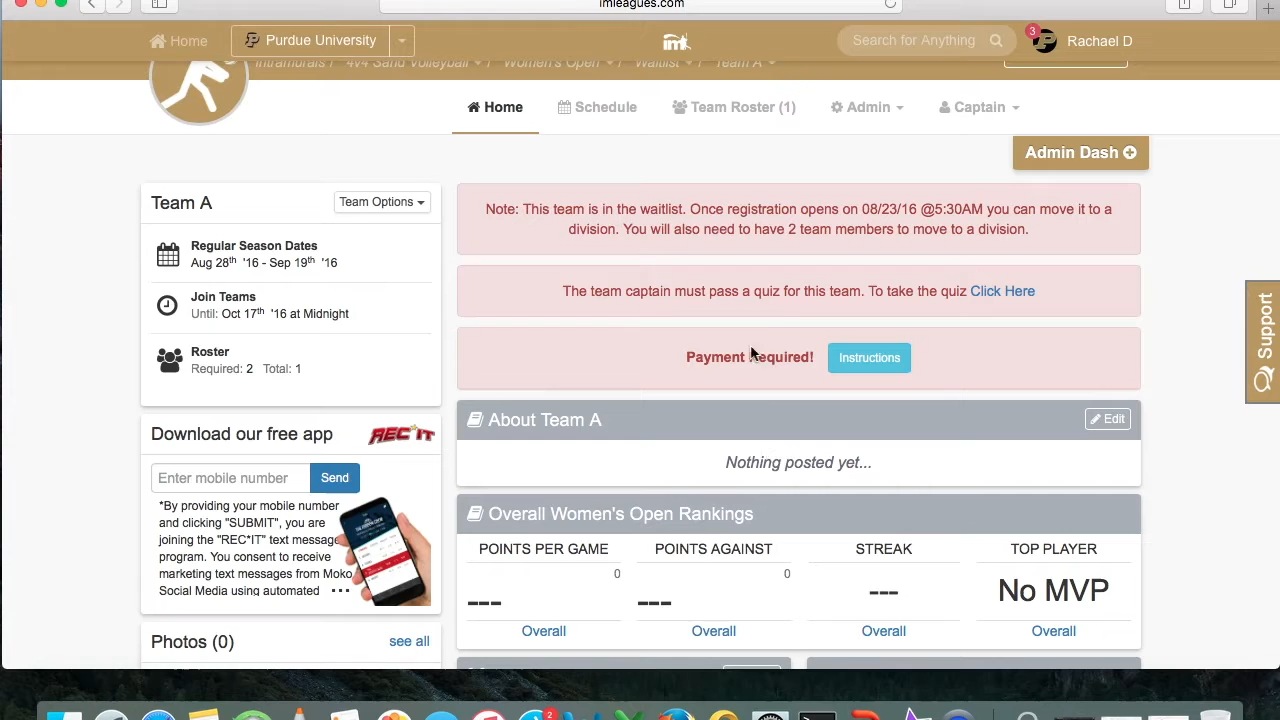 imleagues.com
Home
Purdue University
im
Search for Anything
3
Rachael D
Intramurals / 4v4 Sand Volleyball / Women's Open / Waitlist / Team A
Home
Schedule
Team Roster (1)
Admin
Captain
Admin Dash
Team A
Team Options
Regular Season Dates
Aug 28th '16 - Sep 19th '16
Join Teams
Until: Oct 17th '16 at Midnight
Roster
Required: 2 Total: 1
Download our free app
REC*IT
Enter mobile number
Send
*By providing your mobile number
and clicking "SUBMIT", you are
joining the "REC*IT" text message
program. You consent to receive
marketing text messages from Moko
Social Media using automated ...
Photos (0)
see all
Note: This team is in the waitlist. Once registration opens on 08/23/16 @5:30AM you can move it to a
division. You will also need to have 2 team members to move to a division.
The team captain must pass a quiz for this team. To take the quiz Click Here
Payment Required!
Instructions
About Team A
Edit
Nothing posted yet...
Overall Women's Open Rankings
POINTS PER GAME
0
---
Overall
POINTS AGAINST
0
---
Overall
STREAK
---
Overall
TOP PLAYER
No MVP
Overall
Support
2